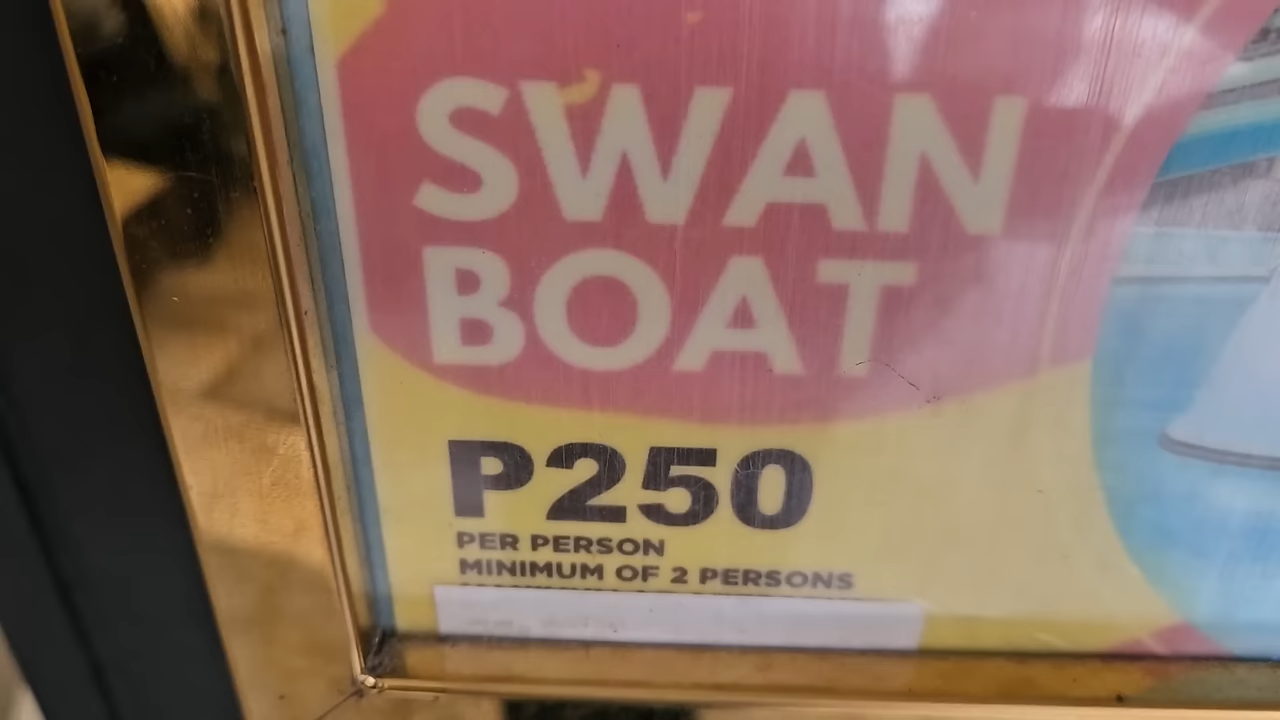 SWAN
BOAT
P250
PER PERSON
MINIMUM OF 2 PERSONS